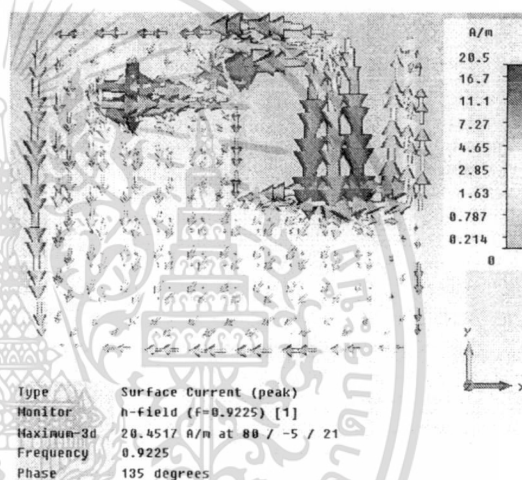 A/m
20.5
16.7
11.1
7.27
4.65
2.85
1.63
0.787
0.214
0
y
x
Type Surface Current (peak)
Monitor h-field (f=0.9225) [1]
Maximum-3d 20.4517 A/m at 80 / -5 / 21
Frequency 0.9225
Phase 135 degrees